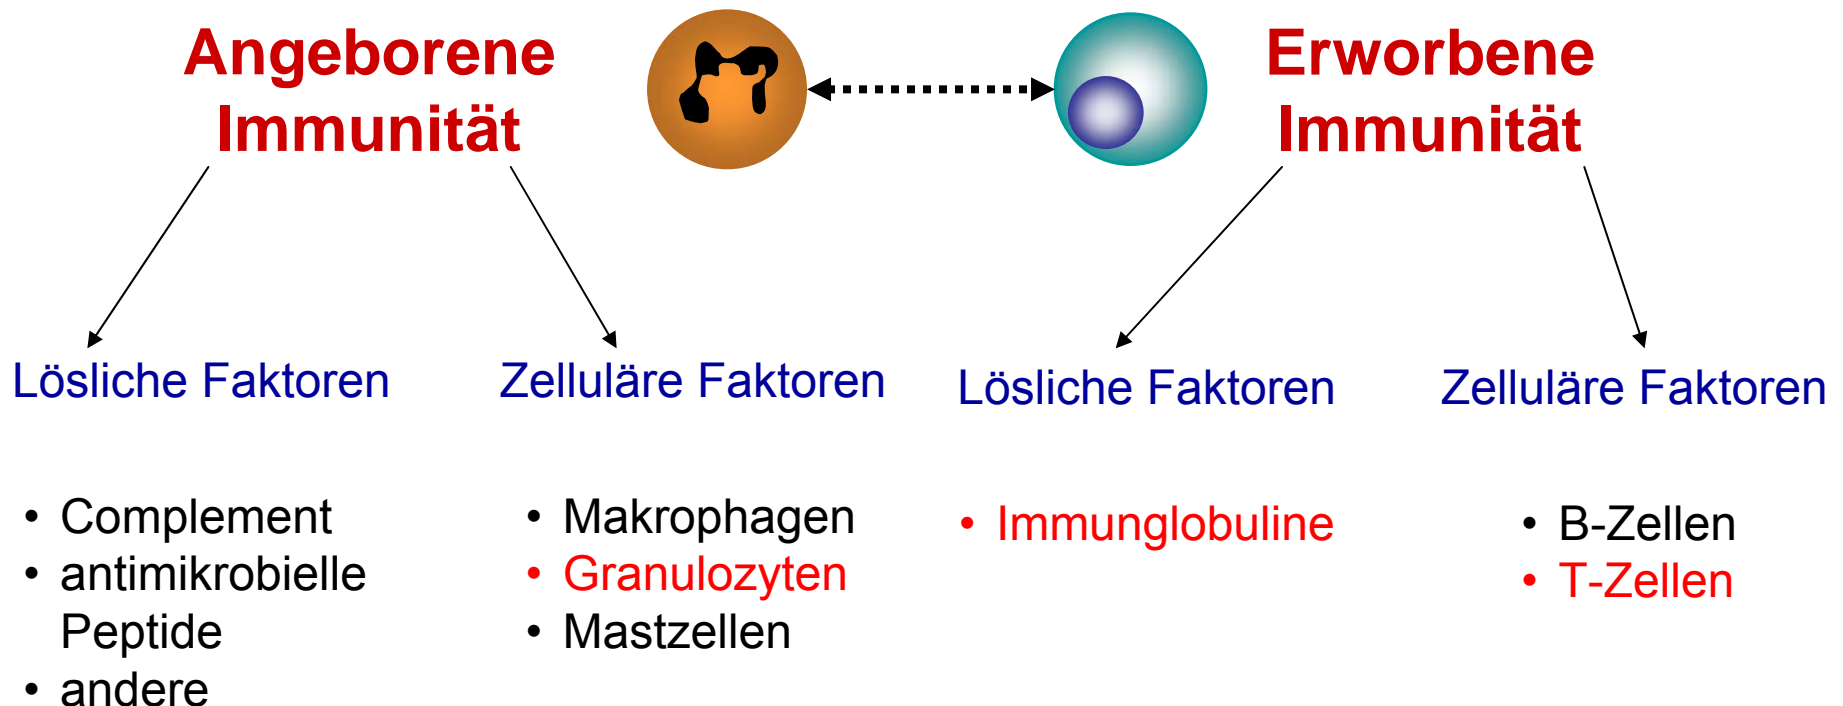 Angeborene
Immunität
Erworbene
Immunität
Lösliche Faktoren
• Complement
• antimikrobielle
Peptide
• andere
Zelluläre Faktoren
• Makrophagen
• Granulozyten
• Mastzellen
Lösliche Faktoren
• Immunglobuline
Zelluläre Faktoren
• B-Zellen
• T-Zellen